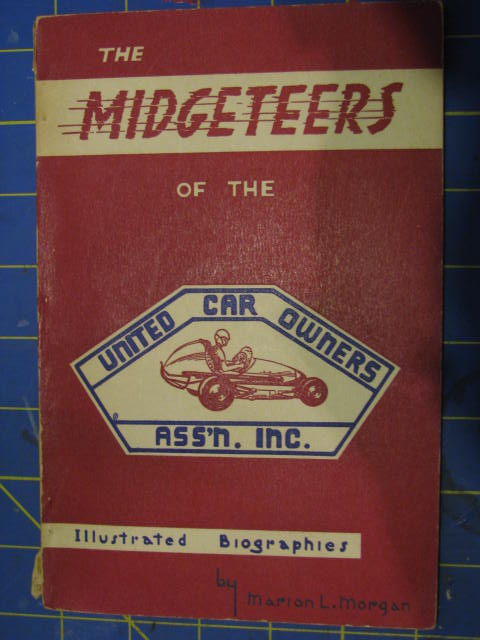 THE
MIDGETEERS
OF THE
UNITED CAR OWNERS
ASS'N. INC.
Illustrated Biographies
by
Marion L. Morgan